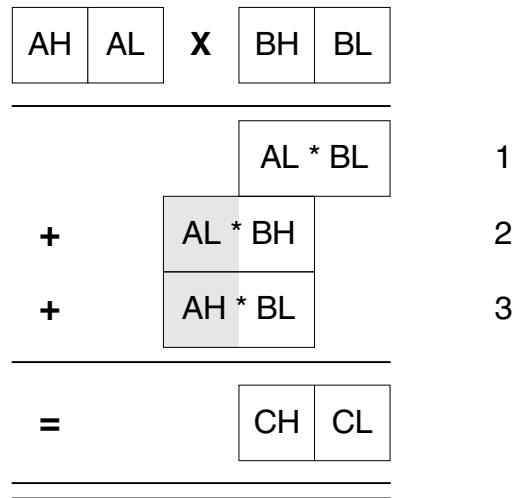 AH AL X BH BL
AL * BL 1
+ AL * BH 2
+ AH * BL 3
= CH CL